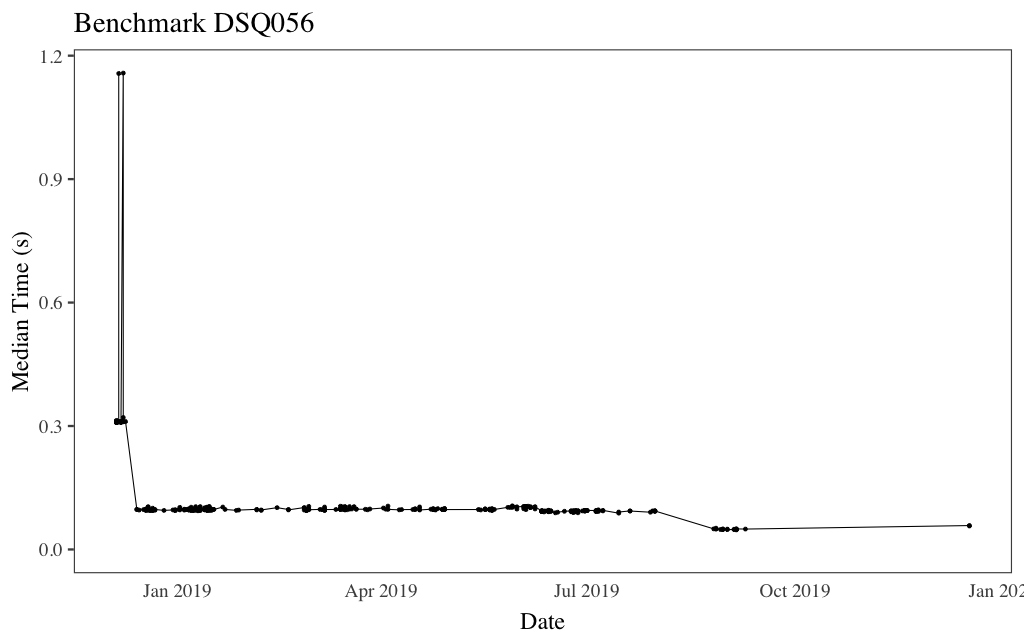 Benchmark DSQ056
1.2
0.9
0.6
0.3
0.0
Median Time (s)
Jan 2019
Apr 2019
Jul 2019
Oct 2019
Jan 202
Date